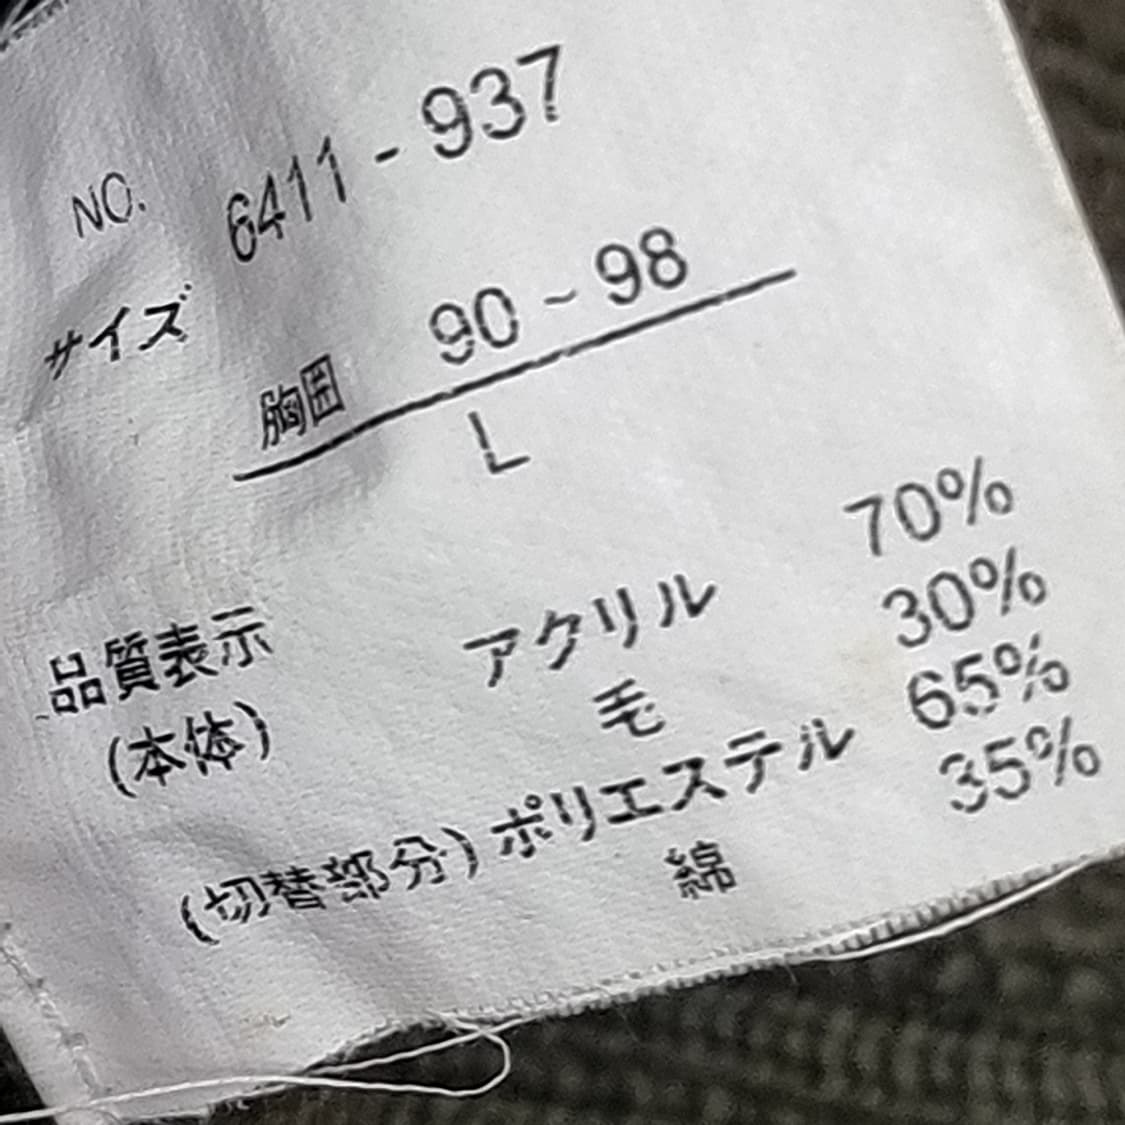 NO. 6411-937
サイズ
胸囲 90~98
L
品質表示
(本体) アクリル 70%
毛 30%
(切替部分) ポリエステル 65%
綿 35%